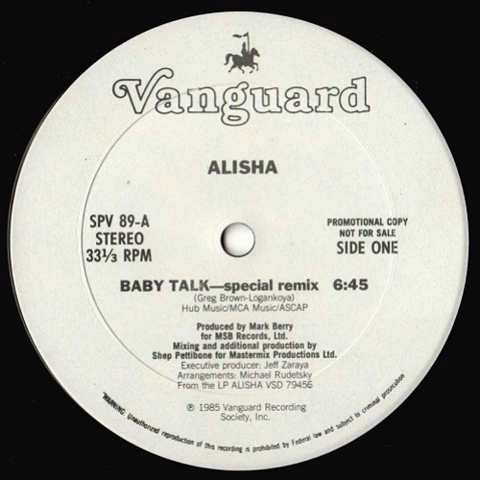 Vanguard
ALISHA
SPV 89-A
STEREO
33⅓ RPM
PROMOTIONAL COPY
NOT FOR SALE
SIDE ONE
BABY TALK—special remix 6:45
(Greg Brown-Logankoya)
Hub Music/MCA Music/ASCAP
Produced by Mark Berry
for MSB Records, Ltd.
Mixing and additional production by
Shep Pettibone for Mastermix Productions Ltd.
Executive producer: Jeff Zaraya
Arrangements: Michael Rudetsky
From the LP ALISHA VSD 79456
℗ 1985 Vanguard Recording
Society, Inc.
"WARNING: Unauthorized reproduction of this recording is prohibited by Federal law and subject to criminal prosecution